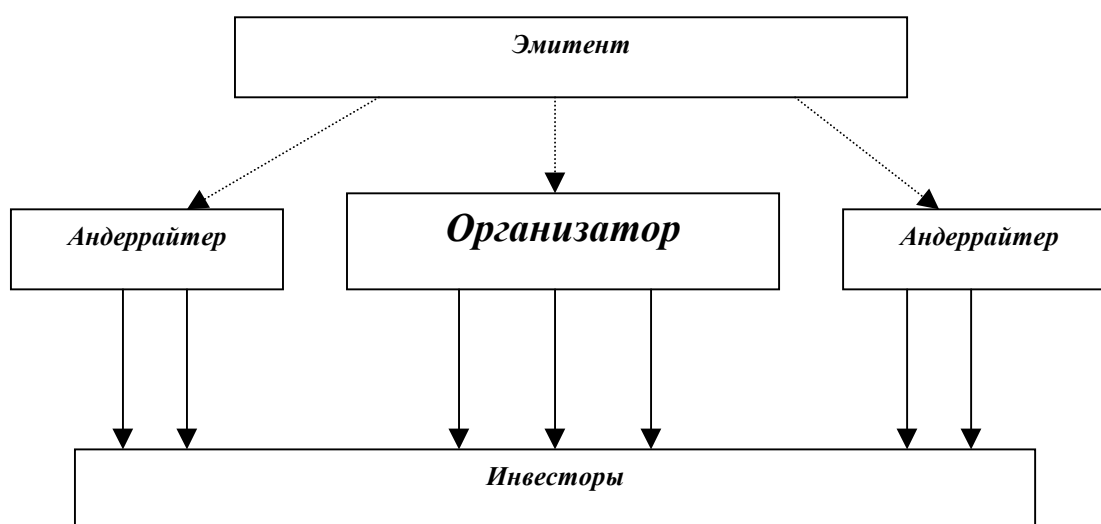 Эмитент
Андеррайтер
Организатор
Андеррайтер
Инвесторы